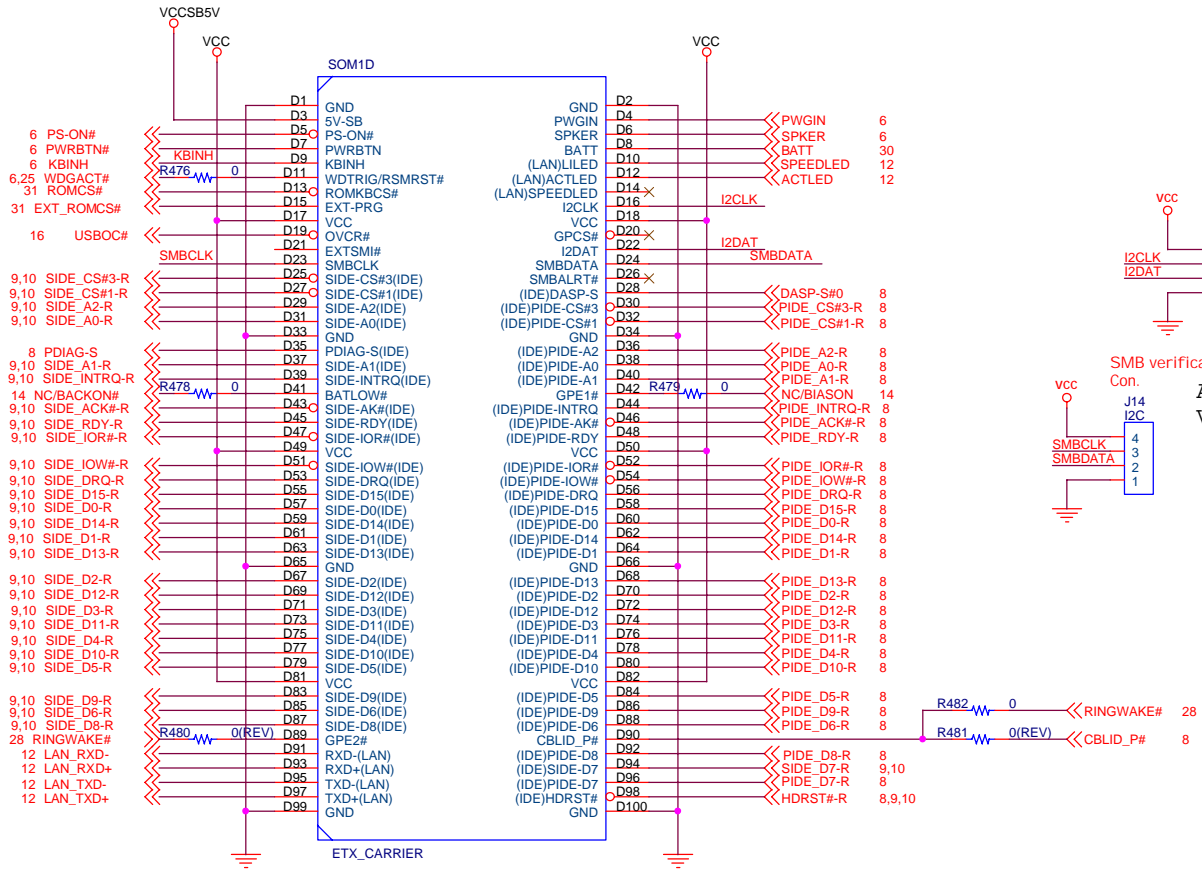 VCCSB5V
VCC
VCC
SOM1D
D1 GND GND D2
D3 5V-SB PWGIN D4 PWGIN 6
6 PS-ON# D5 PS-ON# SPKER D6 SPKER 6
6 PWRBTN# D7 PWRBTN BATT D8 BATT 30
6 KBINH KBINH D9 KBINH (LAN)LILED D10 SPEEDLED 12
6,25 WDGACT# R476 0 D11 WDTRIG/RSMRST# (LAN)ACTLED D12 ACTLED 12
31 ROMCS# D13 ROMKBCS# (LAN)SPEEDLED D14
31 EXT_ROMCS# D15 EXT-PRG I2CLK D16 I2CLK
D17 VCC VCC D18
16 USBOC# D19 OVCR# GPCS# D20
D21 EXTSMI# I2DAT D22 I2DAT
SMBCLK D23 SMBCLK SMBDATA D24 SMBDATA
9,10 SIDE_CS#3-R D25 SIDE-CS#3(IDE) SMBALRT# D26
9,10 SIDE_CS#1-R D27 SIDE-CS#1(IDE) (IDE)DASP-S D28 DASP-S#0 8
9,10 SIDE_A2-R D29 SIDE-A2(IDE) (IDE)PIDE-CS#3 D30 PIDE_CS#3-R 8
9,10 SIDE_A0-R D31 SIDE-A0(IDE) (IDE)PIDE-CS#1 D32 PIDE_CS#1-R 8
D33 GND GND D34
8 PDIAG-S D35 PDIAG-S(IDE) (IDE)PIDE-A2 D36 PIDE_A2-R 8
9,10 SIDE_A1-R D37 SIDE-A1(IDE) (IDE)PIDE-A0 D38 PIDE_A0-R 8
9,10 SIDE_INTRQ-R D39 SIDE-INTRQ(IDE) (IDE)PIDE-A1 D40 PIDE_A1-R 8
14 NC/BACKON# R478 0 D41 BATLOW# GPE1# D42 R479 0 NC/BIASON 14
9,10 SIDE_ACK#-R D43 SIDE-AK#(IDE) (IDE)PIDE-INTRQ D44 PIDE_INTRQ-R 8
9,10 SIDE_RDY-R D45 SIDE-RDY(IDE) (IDE)PIDE-AK# D46 PIDE_ACK#-R 8
9,10 SIDE_IOR#-R D47 SIDE-IOR#(IDE) (IDE)PIDE-RDY D48 PIDE_RDY-R 8
D49 VCC VCC D50
9,10 SIDE_IOW#-R D51 SIDE-IOW#(IDE) (IDE)PIDE-IOR# D52 PIDE_IOR#-R 8
9,10 SIDE_DRQ-R D53 SIDE-DRQ(IDE) (IDE)PIDE-IOW# D54 PIDE_IOW#-R 8
9,10 SIDE_D15-R D55 SIDE-D15(IDE) (IDE)PIDE-DRQ D56 PIDE_DRQ-R 8
9,10 SIDE_D0-R D57 SIDE-D0(IDE) (IDE)PIDE-D15 D58 PIDE_D15-R 8
9,10 SIDE_D14-R D59 SIDE-D14(IDE) (IDE)PIDE-D0 D60 PIDE_D0-R 8
9,10 SIDE_D1-R D61 SIDE-D1(IDE) (IDE)PIDE-D14 D62 PIDE_D14-R 8
9,10 SIDE_D13-R D63 SIDE-D13(IDE) (IDE)PIDE-D1 D64 PIDE_D1-R 8
D65 GND GND D66
9,10 SIDE_D2-R D67 SIDE-D2(IDE) (IDE)PIDE-D13 D68 PIDE_D13-R 8
9,10 SIDE_D12-R D69 SIDE-D12(IDE) (IDE)PIDE-D2 D70 PIDE_D2-R 8
9,10 SIDE_D3-R D71 SIDE-D3(IDE) (IDE)PIDE-D12 D72 PIDE_D12-R 8
9,10 SIDE_D11-R D73 SIDE-D11(IDE) (IDE)PIDE-D3 D74 PIDE_D3-R 8
9,10 SIDE_D4-R D75 SIDE-D4(IDE) (IDE)PIDE-D11 D76 PIDE_D11-R 8
9,10 SIDE_D10-R D77 SIDE-D10(IDE) (IDE)PIDE-D4 D78 PIDE_D4-R 8
9,10 SIDE_D5-R D79 SIDE-D5(IDE) (IDE)PIDE-D10 D80 PIDE_D10-R 8
D81 VCC VCC D82
9,10 SIDE_D9-R D83 SIDE-D9(IDE) (IDE)PIDE-D5 D84 PIDE_D5-R 8
9,10 SIDE_D6-R D85 SIDE-D6(IDE) (IDE)PIDE-D9 D86 PIDE_D9-R 8
9,10 SIDE_D8-R D87 SIDE-D8(IDE) (IDE)PIDE-D6 D88 PIDE_D6-R 8
28 RINGWAKE# R480 0(REV) D89 GPE2# CBLID_P# D90
12 LAN_RXD- D91 RXD-(LAN) (IDE)PIDE-D8 D92 PIDE_D8-R 8
12 LAN_RXD+ D93 RXD+(LAN) (IDE)SIDE-D7 D94 SIDE_D7-R 9,10
12 LAN_TXD- D95 TXD-(LAN) (IDE)PIDE-D7 D96 PIDE_D7-R 8
12 LAN_TXD+ D97 TXD+(LAN) (IDE)HDRST# D98 HDRST#-R 8,9,10
D99 GND GND D100
ETX_CARRIER
R482 0 RINGWAKE# 28
R481 0(REV) CBLID_P# 8
vcc
I2CLK
I2DAT
SMB verifica
Con.
vcc
J14
I2C
4
SMBCLK 3
SMBDATA 2
1